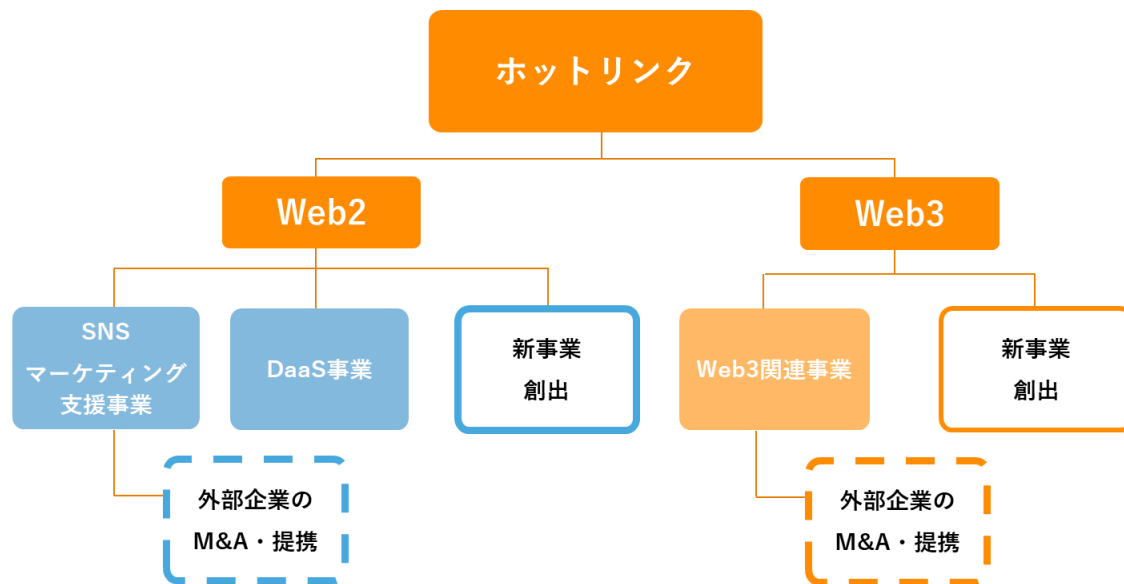 ホットリンク
Web2
Web3
SNS
マーケティング
支援事業
DaaS事業
新事業
創出
Web3関連事業
新事業
創出
外部企業の
M&A・提携
外部企業の
M&A・提携